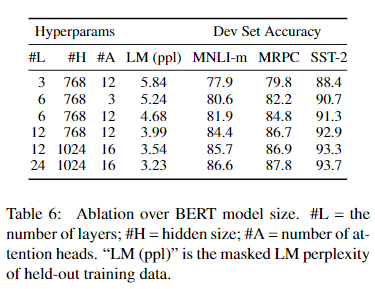 Hyperparams Dev Set Accuracy
#L #H #A LM (ppl) MNLI-m MRPC SST-2
3 768 12 5.84 77.9 79.8 88.4
6 768 3 5.24 80.6 82.2 90.7
6 768 12 4.68 81.9 84.8 91.3
12 768 12 3.99 84.4 86.7 92.9
12 1024 16 3.54 85.7 86.9 93.3
24 1024 16 3.23 86.6 87.8 93.7
Table 6: Ablation over BERT model size. #L = the
number of layers; #H = hidden size; #A = number of at-
tention heads. “LM (ppl)” is the masked LM perplexity
of held-out training data.